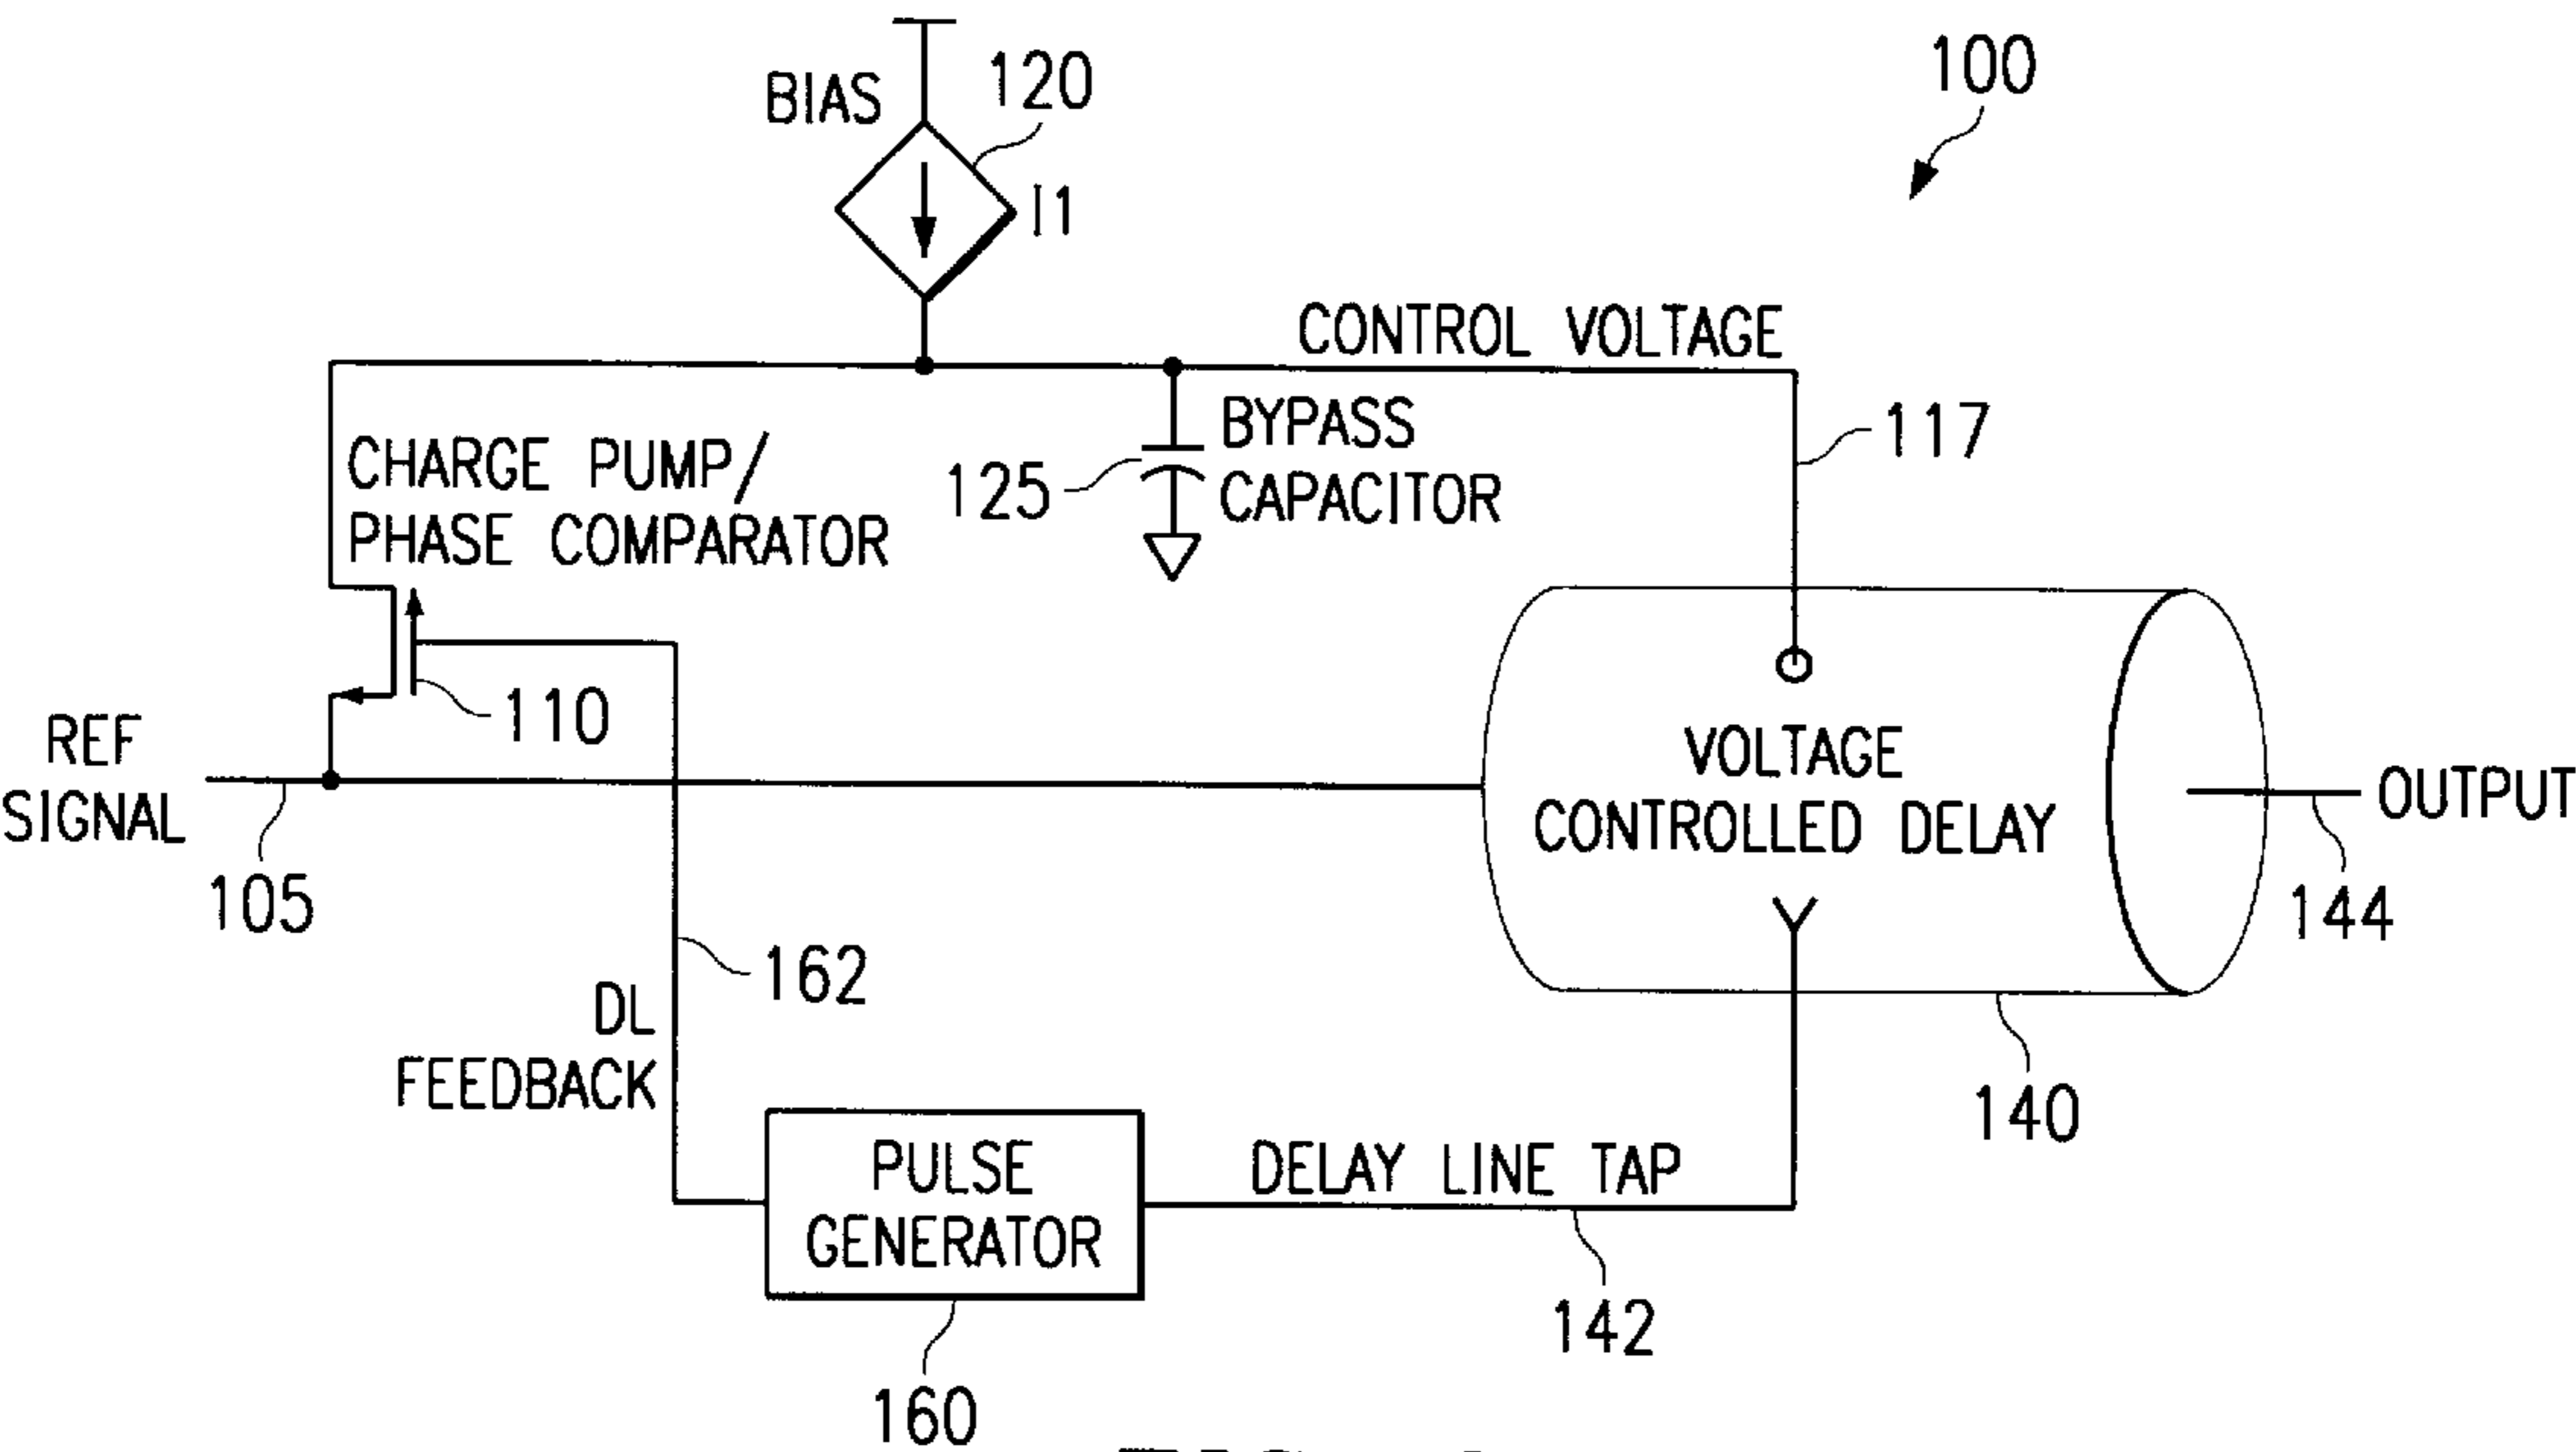 100
BIAS
120
I1
CONTROL VOLTAGE
117
BYPASS
CAPACITOR
125
CHARGE PUMP/
PHASE COMPARATOR
110
REF
SIGNAL
105
VOLTAGE
CONTROLLED DELAY
OUTPUT
144
140
162
DL
FEEDBACK
PULSE
GENERATOR
160
DELAY LINE TAP
142